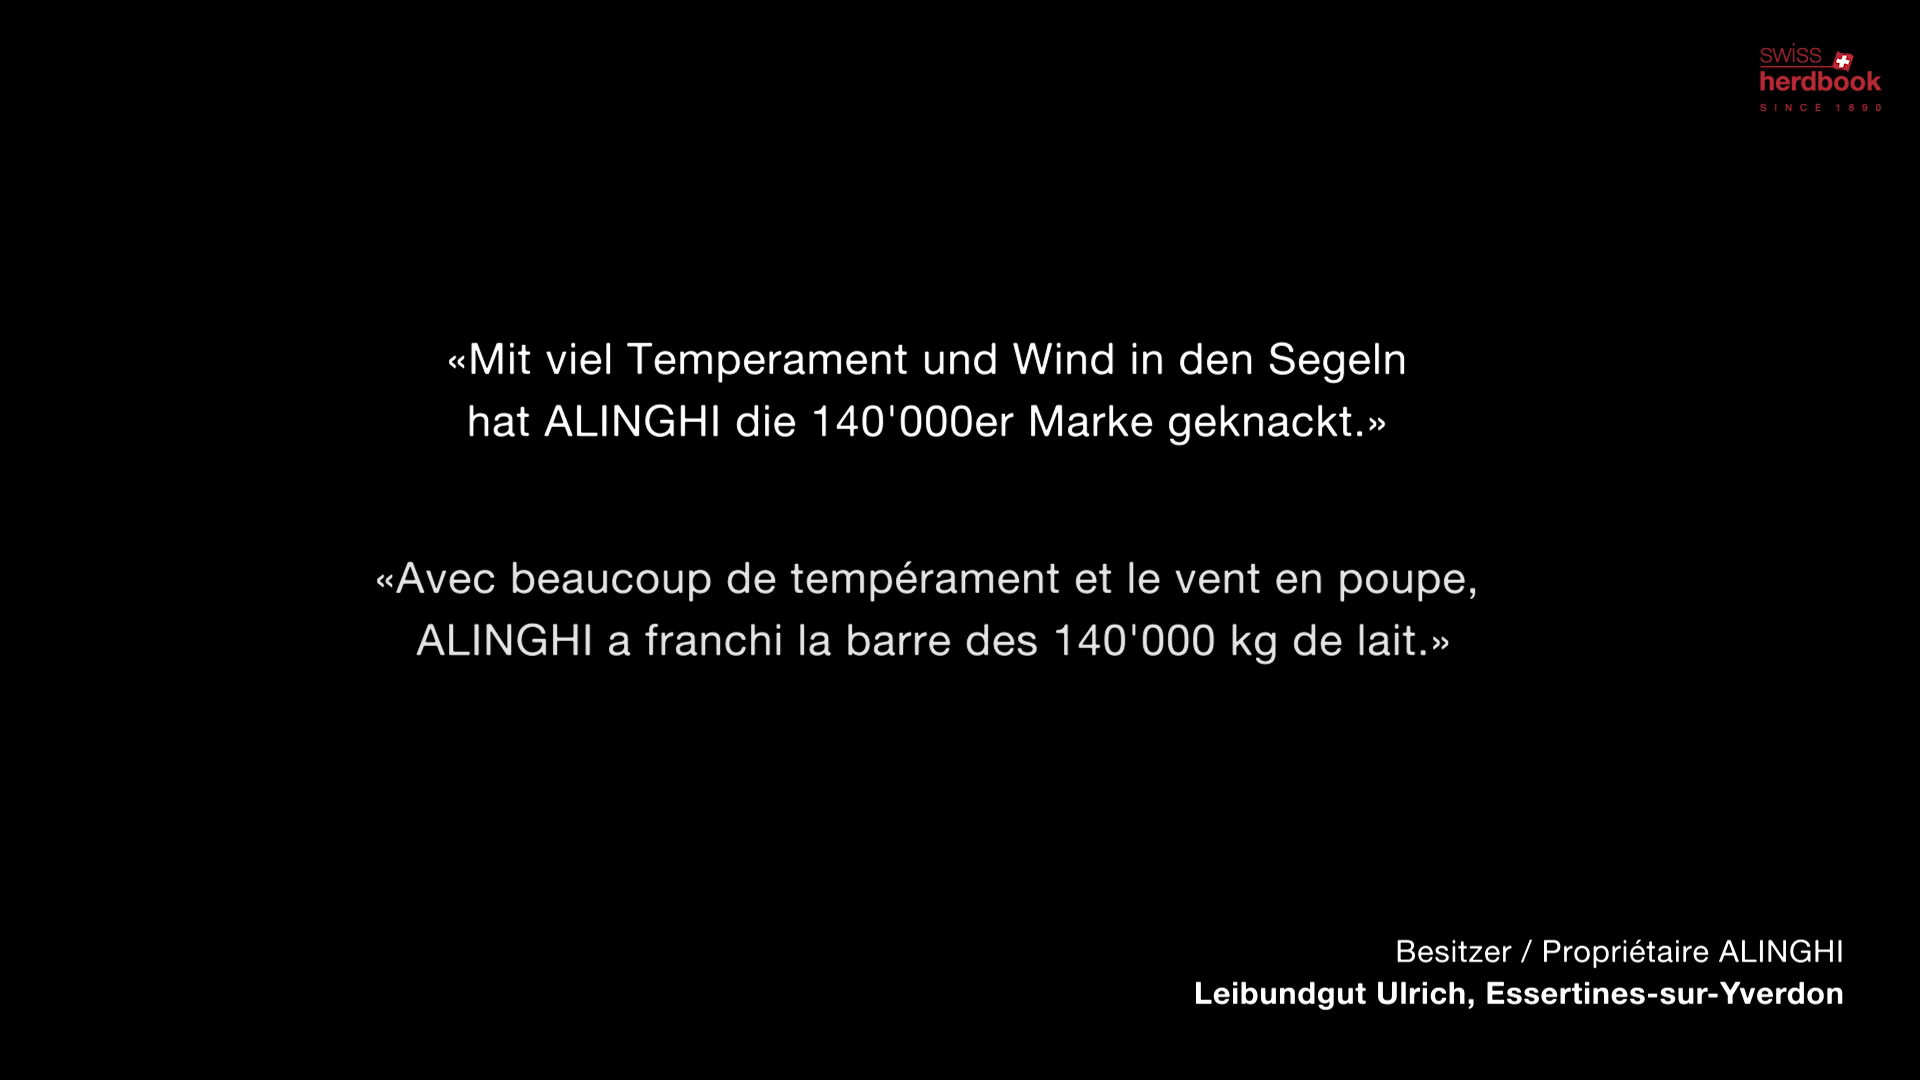 swiss
herdbook
SINCE 1890
«Mit viel Temperament und Wind in den Segeln
hat ALINGHI die 140'000er Marke geknackt.»
«Avec beaucoup de tempérament et le vent en poupe,
ALINGHI a franchi la barre des 140'000 kg de lait.»
Besitzer / Propriétaire ALINGHI
Leibundgut Ulrich, Essertines-sur-Yverdon